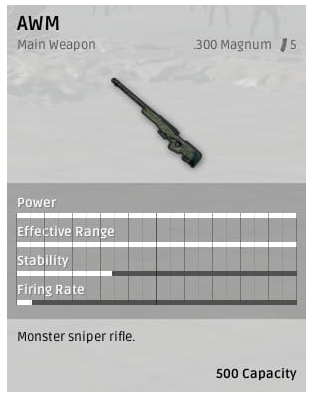 AWM
Main Weapon .300 Magnum 5
Power
Effective Range
Stability
Firing Rate
Monster sniper rifle.
500 Capacity